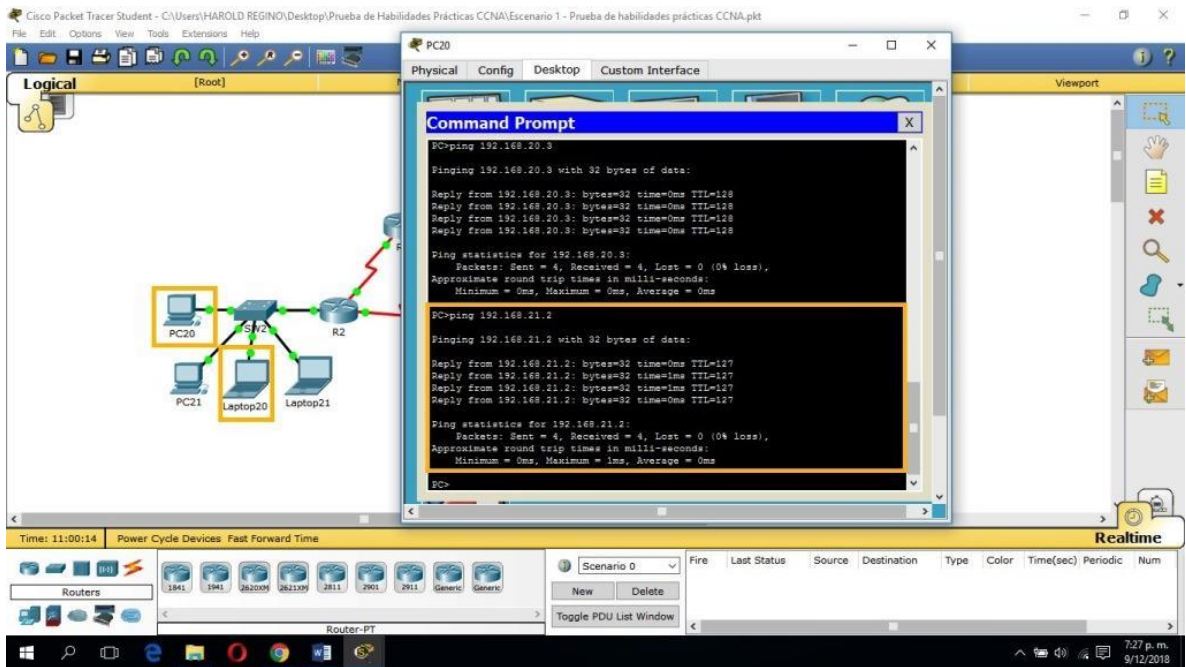 Cisco Packet Tracer Student - C:\Users\HAROLD REGINO\Desktop\Prueba de Habilidades Prácticas CCNA\Escenario 1 - Prueba de habilidades prácticas CCNA.pkt
File Edit Options View Tools Extensions Help
PC20
Physical Config Desktop Custom Interface
Logical
[Root]
Viewport
Command Prompt
X
PC>ping 192.168.20.3
Pinging 192.168.20.3 with 32 bytes of data:
Reply from 192.168.20.3: bytes=32 time=0ms TTL=128
Reply from 192.168.20.3: bytes=32 time=0ms TTL=128
Reply from 192.168.20.3: bytes=32 time=0ms TTL=128
Reply from 192.168.20.3: bytes=32 time=0ms TTL=128
Ping statistics for 192.168.20.3:
Packets: Sent = 4, Received = 4, Lost = 0 (0% loss),
Approximate round trip times in milli-seconds:
Minimum = 0ms, Maximum = 0ms, Average = 0ms
PC>ping 192.168.21.2
Pinging 192.168.21.2 with 32 bytes of data:
Reply from 192.168.21.2: bytes=32 time=0ms TTL=127
Reply from 192.168.21.2: bytes=32 time=1ms TTL=127
Reply from 192.168.21.2: bytes=32 time=1ms TTL=127
Reply from 192.168.21.2: bytes=32 time=0ms TTL=127
Ping statistics for 192.168.21.2:
Packets: Sent = 4, Received = 4, Lost = 0 (0% loss),
Approximate round trip times in milli-seconds:
Minimum = 0ms, Maximum = 1ms, Average = 0ms
PC>
PC20
SW2
R2
PC21
Laptop20
Laptop21
Time: 11:00:14 Power Cycle Devices Fast Forward Time
Realtime
Routers
1841 1941 2620XM 2621XM 2811 2901 2911 Generic Generic
Router-PT
Scenario 0
New Delete
Toggle PDU List Window
Fire Last Status Source Destination Type Color Time(sec) Periodic Num
7:27 p. m.
9/12/2018